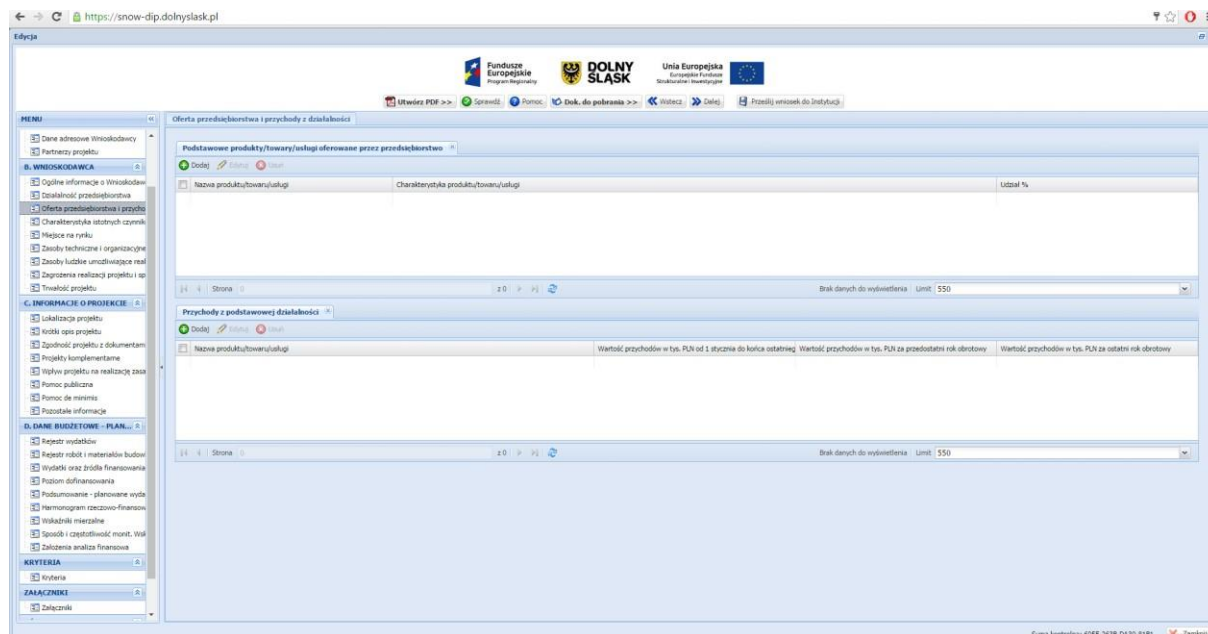 https://snow-dip.dolnyslask.pl
Edycja
Fundusze
Europejskie
Program Regionalny
DOLNY
ŚLĄSK
Unia Europejska
Europejskie Fundusze
Strukturalne i Inwestycyjne
Utwórz PDF >> Sprawdź Pomoc Dok. do pobrania >> Wstecz Dalej Prześlij wniosek do Instytucji
MENU
Dane adresowe Wnioskodawcy
Partnerzy projektu
B. WNIOSKODAWCA
Ogólne informacje o Wnioskodaw
Działalność przedsiębiorstwa
Oferta przedsiębiorstwa i przycho
Charakterystyka istotnych czynnik
Miejsce na rynku
Zasoby techniczne i organizacyjne
Zasoby ludzkie umożliwiające real
Zagrożenia realizacji projektu i sp
Trwałość projektu
C. INFORMACJE O PROJEKCIE
Lokalizacja projektu
Krótki opis projektu
Zgodność projektu z dokumentam
Projekty komplementarne
Wpływ projektu na realizację zasa
Pomoc publiczna
Pomoc de minimis
Pozostałe informacje
D. DANE BUDŻETOWE - PLAN...
Rejestr wydatków
Rejestr robót i materiałów budow
Wydatki oraz źródła finansowania
Poziom dofinansowania
Podsumowanie - planowane wyda
Harmonogram rzeczowo-finansow
Wskaźniki mierzalne
Sposób i częstotliwość monit. Wsk
Założenia analiza finansowa
KRYTERIA
Kryteria
ZAŁĄCZNIKI
Załączniki
Oferta przedsiębiorstwa i przychody z działalności
Podstawowe produkty/towary/usługi oferowane przez przedsiębiorstwo
Dodaj Edytuj Usuń
Nazwa produktu/towaru/usługi Charakterystyka produktu/towaru/usługi Udział %
Strona 0 z 0 Brak danych do wyświetlenia Limit 550
Przychody z podstawowej działalności
Dodaj Edytuj Usuń
Nazwa produktu/towaru/usługi Wartość przychodów w tys. PLN od 1 stycznia do końca ostatnieg Wartość przychodów w tys. PLN za przedostatni rok obrotowy Wartość przychodów w tys. PLN za ostatni rok obrotowy
Strona 0 z 0 Brak danych do wyświetlenia Limit 550